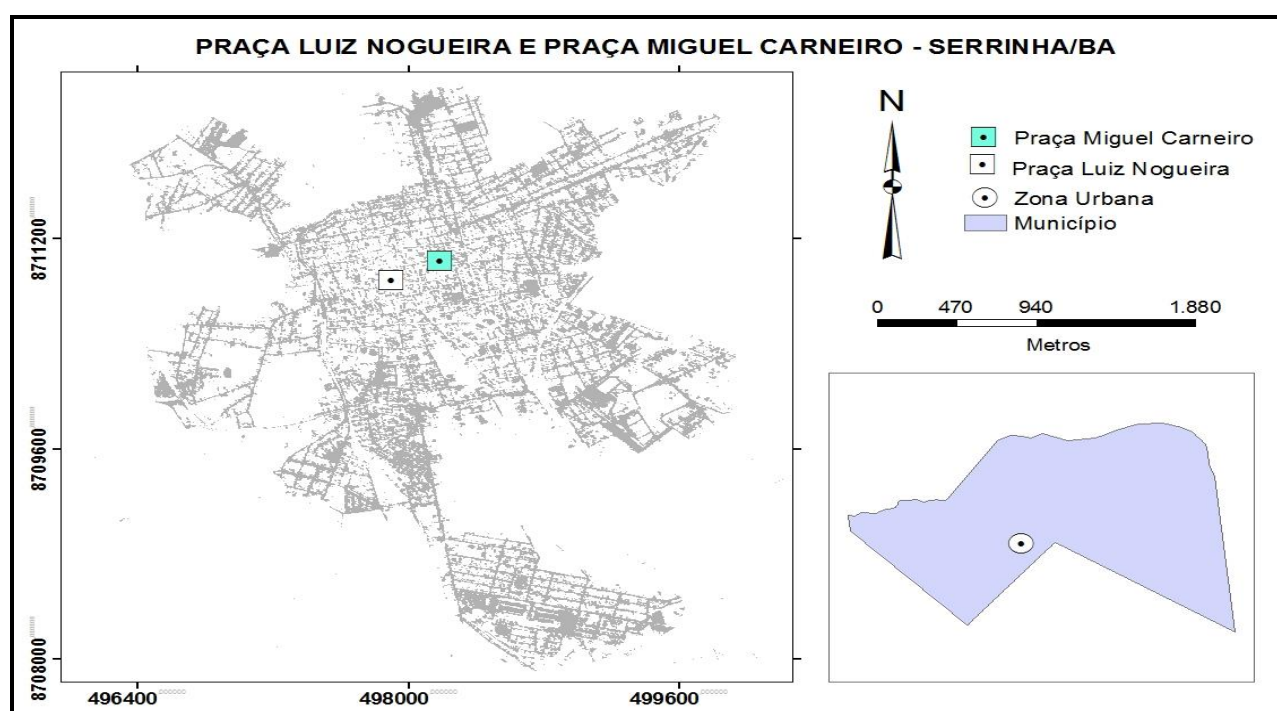 PRAÇA LUIZ NOGUEIRA E PRAÇA MIGUEL CARNEIRO - SERRINHA/BA
N
Praça Miguel Carneiro
Praça Luiz Nogueira
Zona Urbana
Município
0 470 940 1.880
Metros
8711200
8709600
8708000
496400 498000 499600